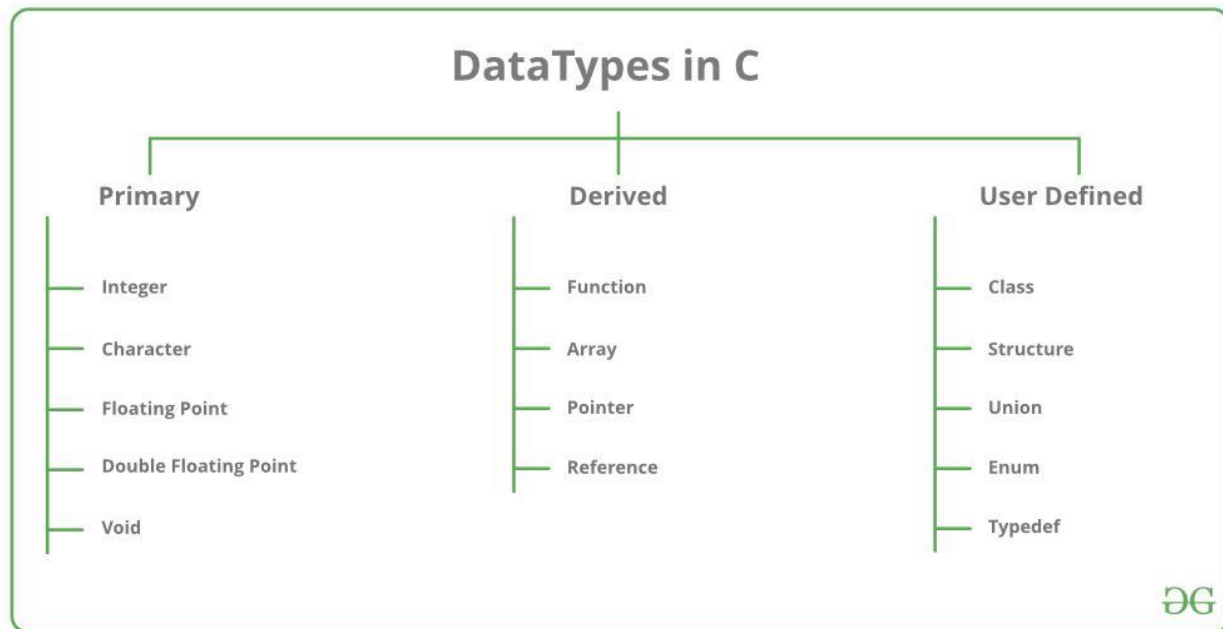 DataTypes in C
Primary
Integer
Character
Floating Point
Double Floating Point
Void
Derived
Function
Array
Pointer
Reference
User Defined
Class
Structure
Union
Enum
Typedef